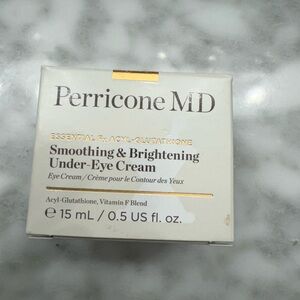 Perricone MD
ESSENTIAL Fx ACYL-GLUTATHIONE
Smoothing & Brightening
Under-Eye Cream
Eye Cream / Crème pour le Contour des Yeux
Acyl-Glutathione, Vitamin F Blend
e 15 mL / 0.5 US fl. oz.